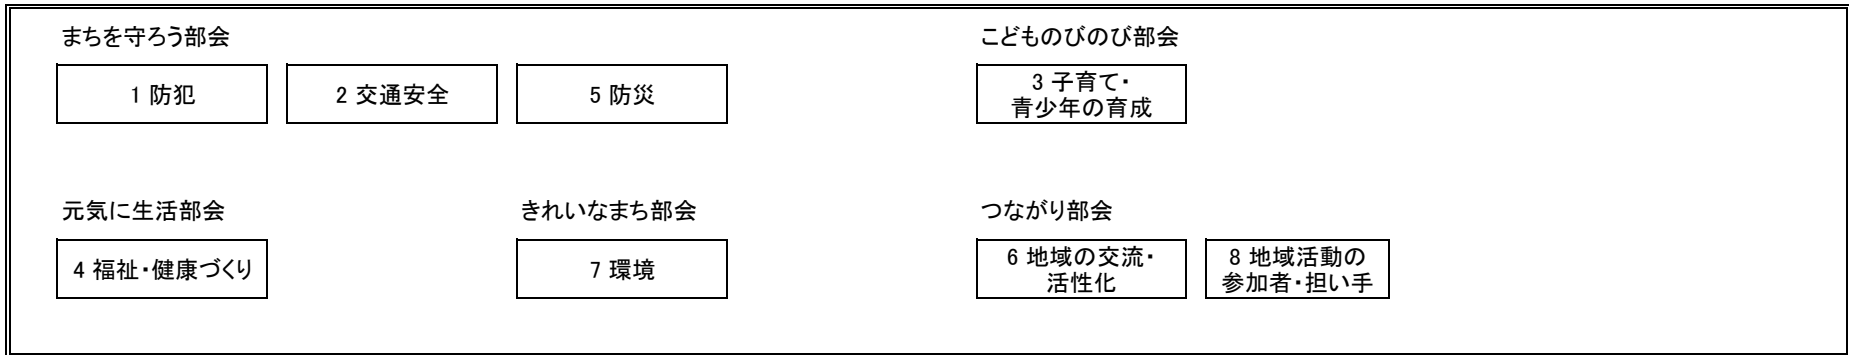 まちを守ろう部会
1 防犯
2 交通安全
5 防災
こどものびのび部会
3 子育て・
青少年の育成
元気に生活部会
4 福祉・健康づくり
きれいなまち部会
7 環境
つながり部会
6 地域の交流・
活性化
8 地域活動の
参加者・担い手